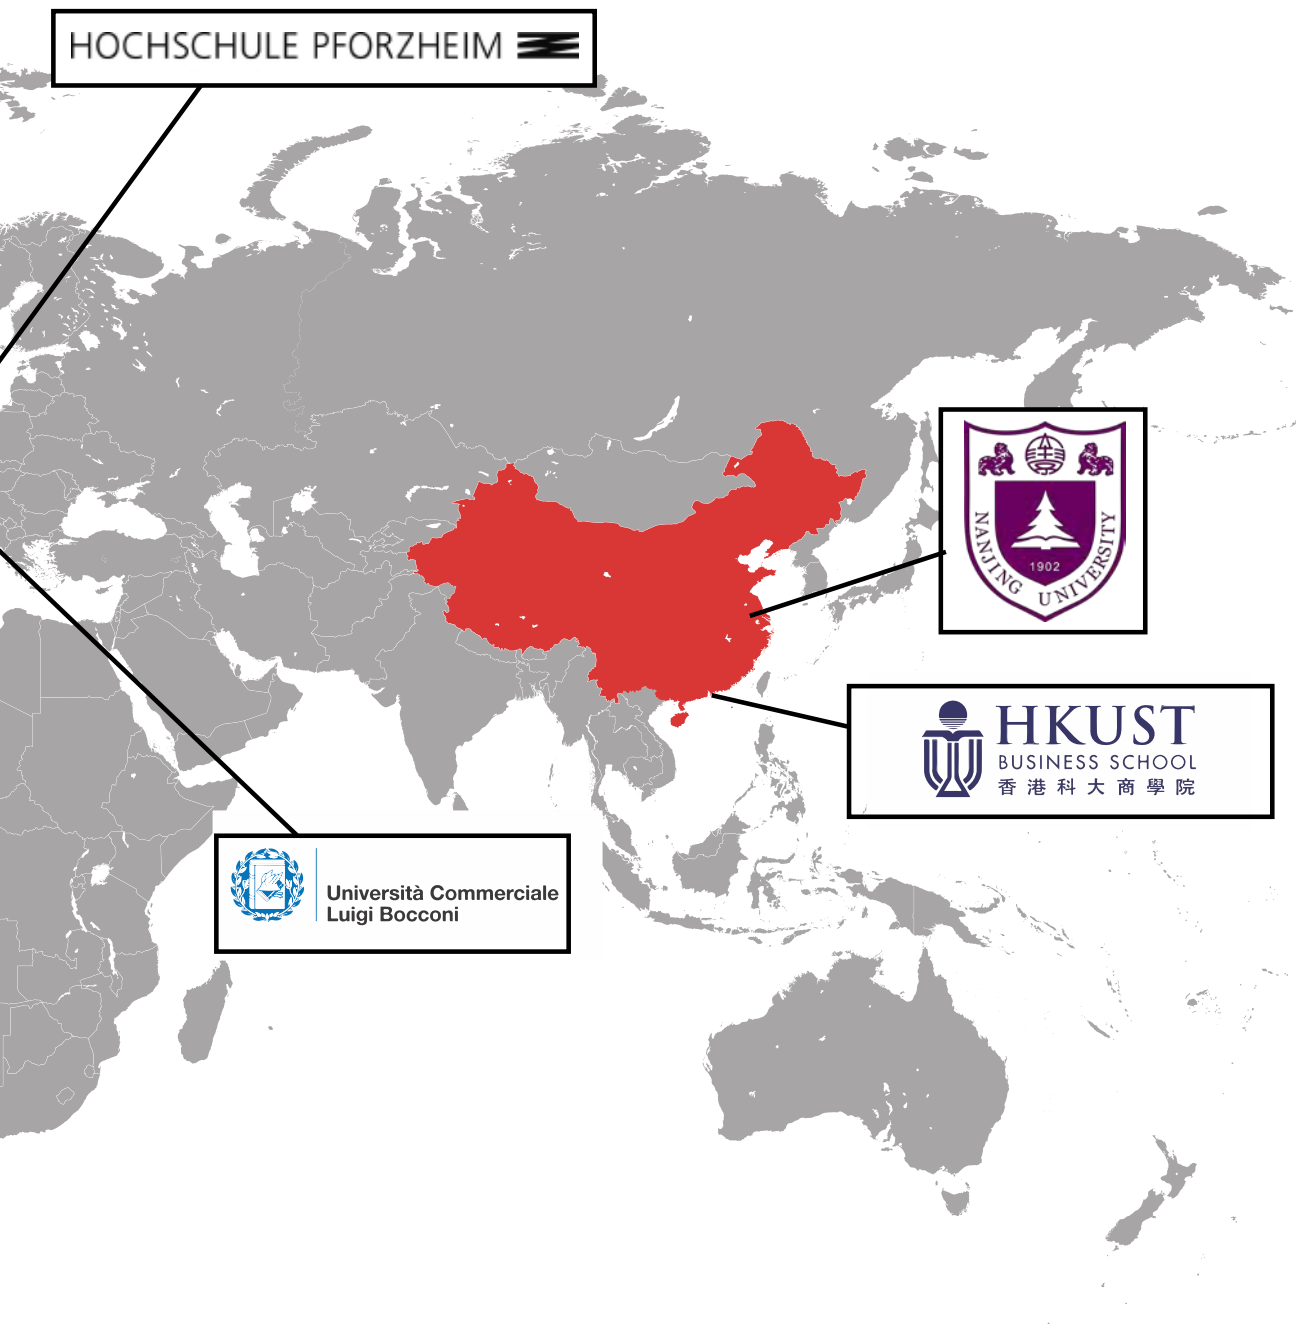 HOCHSCHULE PFORZHEIM
NANJING UNIVERSITY
1902
HKUST
BUSINESS SCHOOL
香港科大商學院
Università Commerciale
Luigi Bocconi